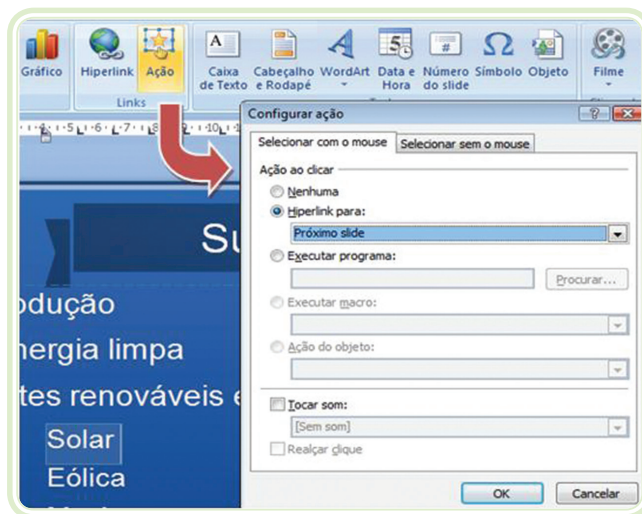 Gráfico Hiperlink Ação Caixa de Texto Cabeçalho e Rodapé WordArt Data e Hora Número do slide Símbolo Objeto Filme
Links
Configurar ação
Selecionar com o mouse Selecionar sem o mouse
Ação ao clicar
Nenhuma
Hiperlink para:
Próximo slide
Executar programa:
Procurar...
Executar macro:
Ação do objeto:
Tocar som:
[Sem som]
Realçar clique
OK Cancelar
Su
odução
nergia limpa
tes renováveis e
Solar
Eólica